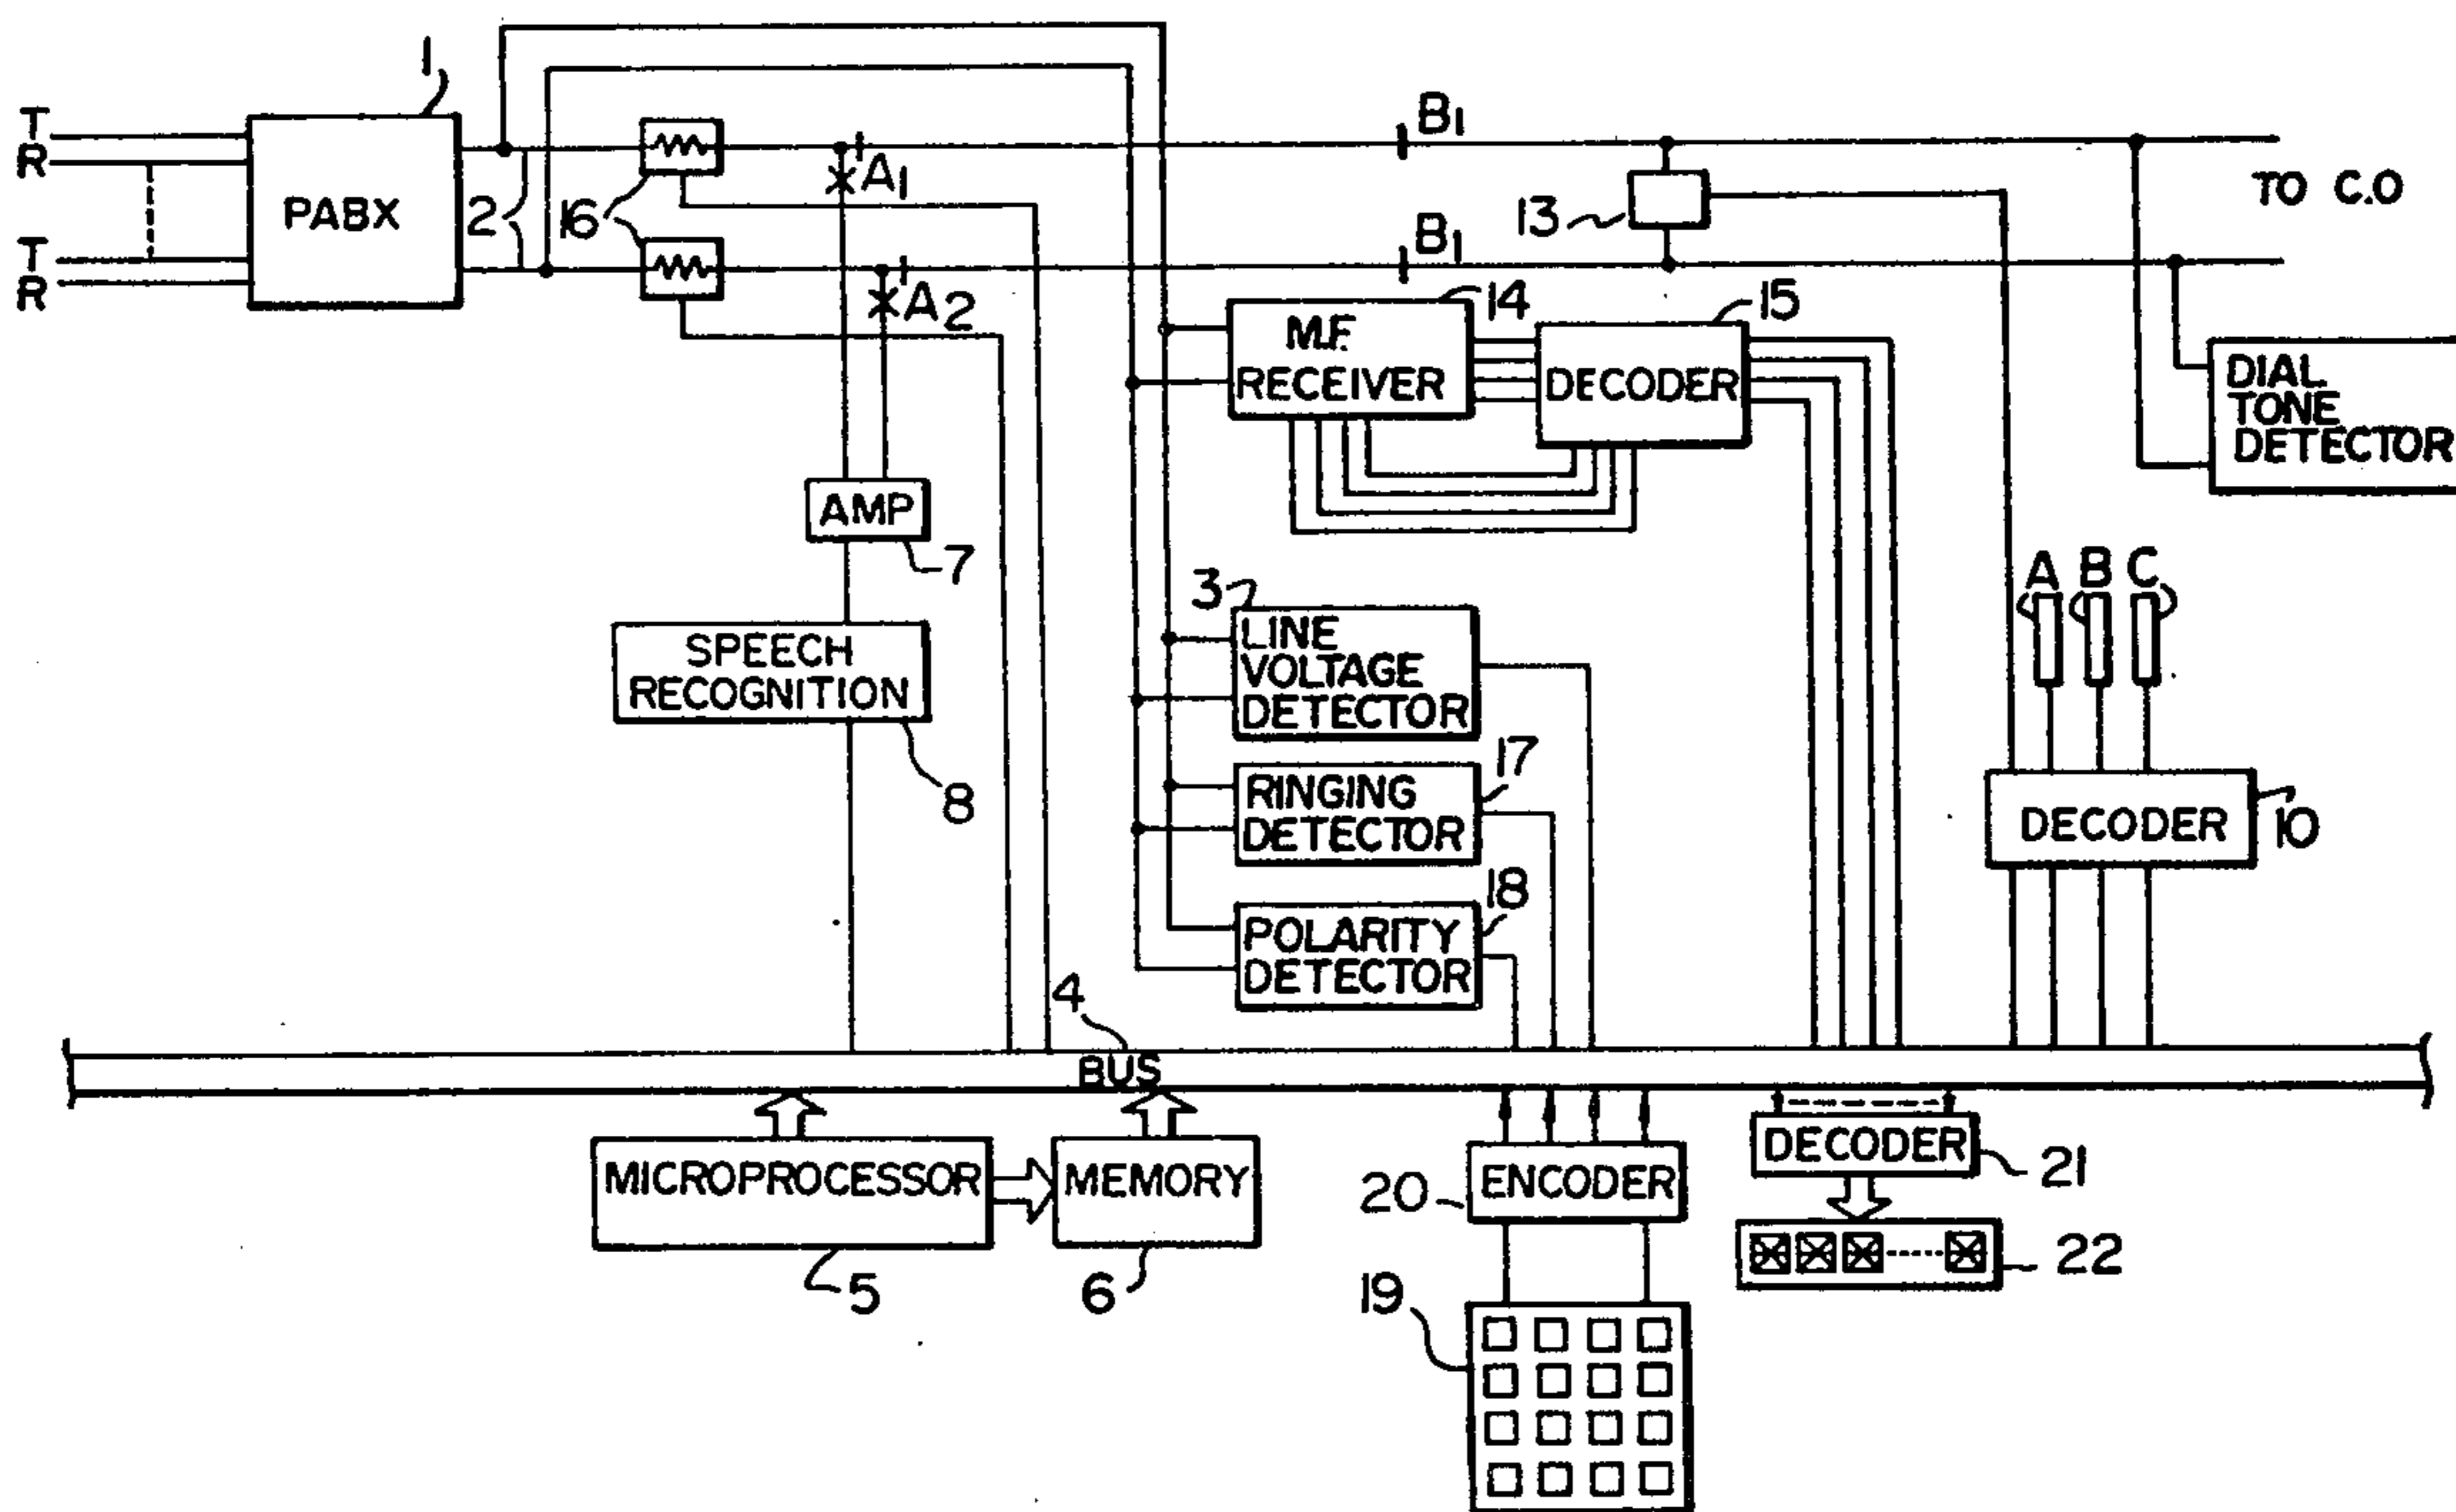 1
T
R
T
R
PABX
2
16
A1
A2
B1
B1
13
TO C.O
14
15
M.F.
RECEIVER
DECODER
DIAL
TONE
DETECTOR
AMP
7
SPEECH
RECOGNITION
8
3
LINE
VOLTAGE
DETECTOR
17
RINGING
DETECTOR
18
POLARITY
DETECTOR
A B C
DECODER
10
4
BUS
MICROPROCESSOR
5
MEMORY
6
20
ENCODER
DECODER
21
22
19